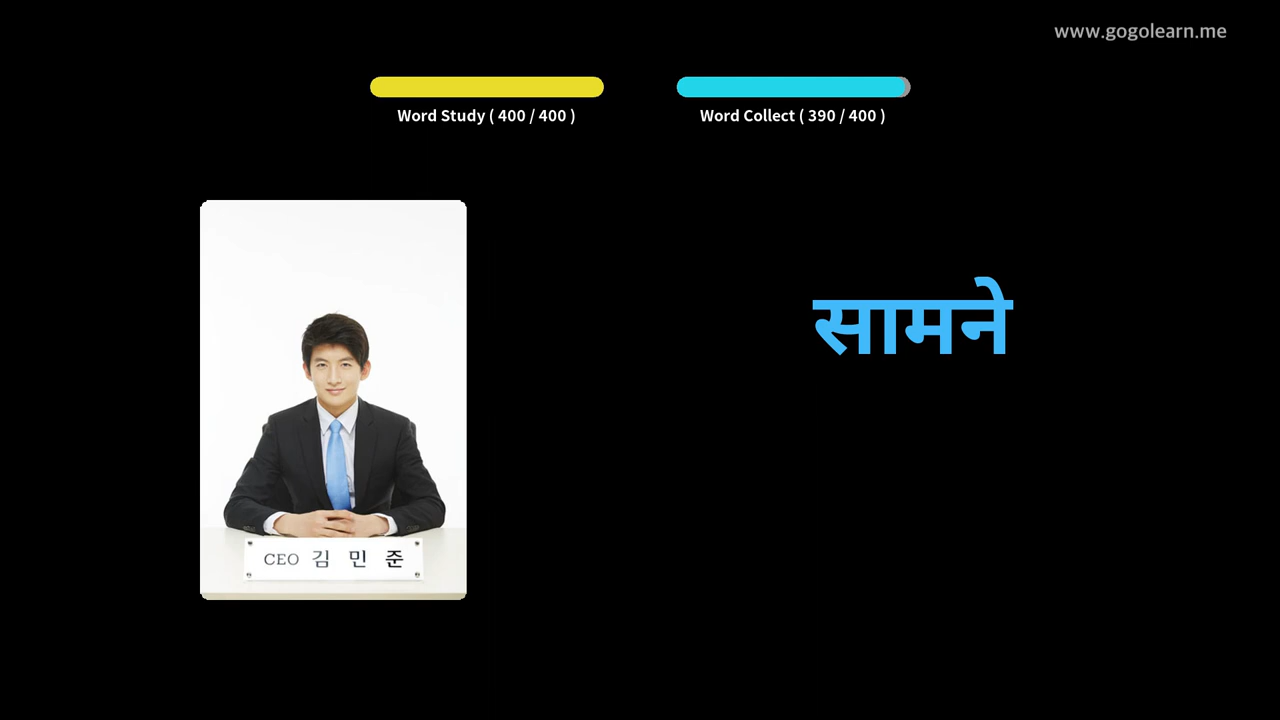 www.gogolearn.me
Word Study ( 400 / 400 )
Word Collect ( 390 / 400 )
सामने
CEO 김 민 준